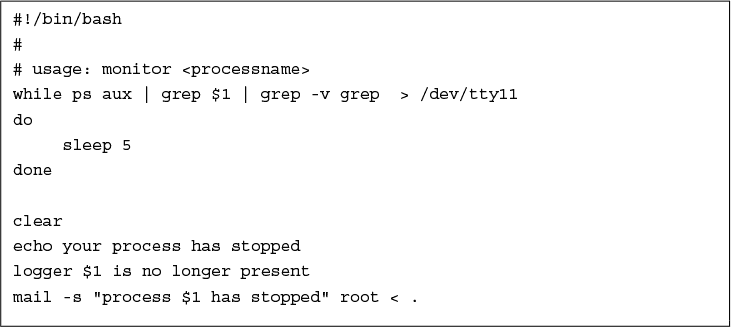 #!/bin/bash
#
# usage: monitor <processname>
while ps aux | grep $1 | grep -v grep  > /dev/tty11
do
     sleep 5
done

clear
echo your process has stopped
logger $1 is no longer present
mail -s "process $1 has stopped" root < .